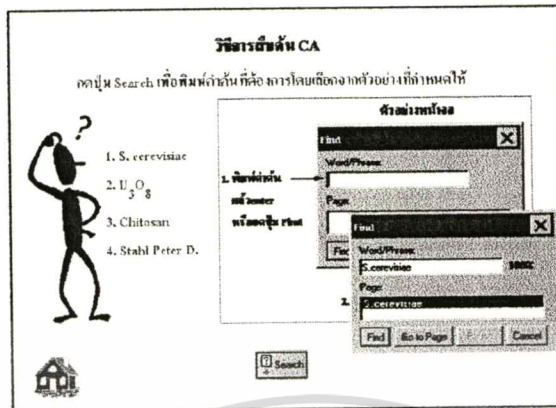 วิธีการสืบค้น CA
กดปุ่ม Search เพื่อพิมพ์คำค้น ที่ต้องการโดยเลือกจากตัวอย่างที่กำหนดให้
?
1. S. cerevisiae
2. U3O8
3. Chitosan
4. Stahl Peter D.
ตัวอย่างหน้าจอ
Find
Word/Phrase
1. พิมพ์คำค้น
แล้วenter
หรือกดปุ่ม Find
Page
Find
Word/Phrase
S.cerevisiae
Page
2.
S.cerevisiae
Find
Go to Page
Cancel
Search